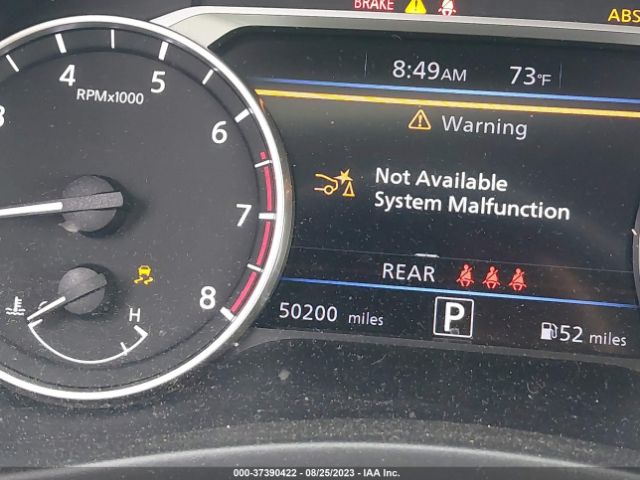 BRAKE
ABS
8:49AM 73°F
4
5
RPMx1000
6
7
8
Warning
Not Available
System Malfunction
REAR
50200 miles
P
52 miles
H
000-37390422 - 08/25/2023 - IAA Inc.